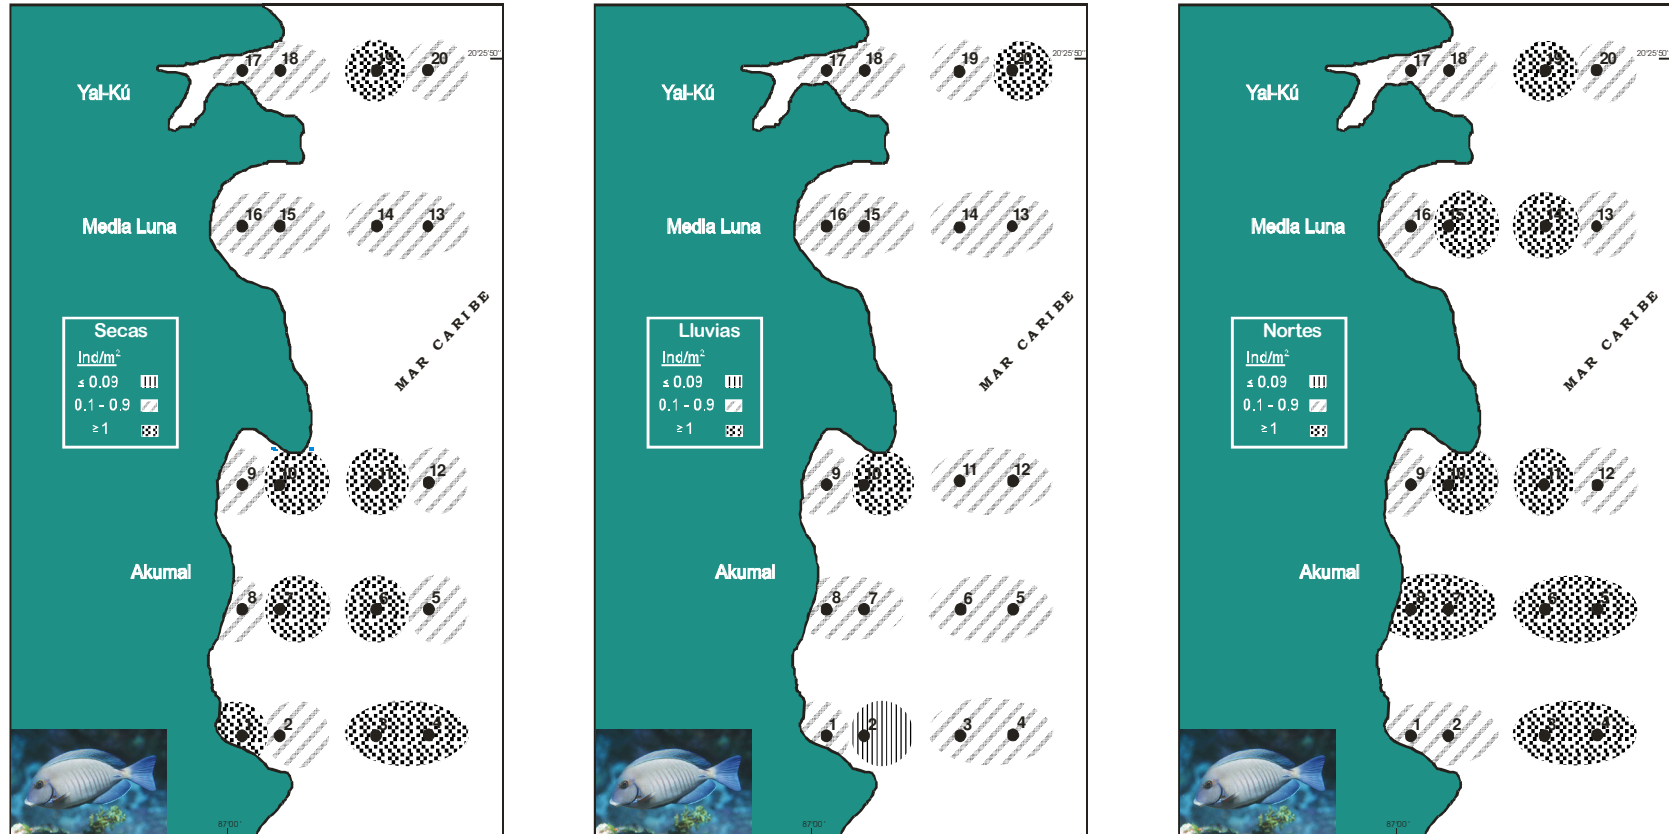 17 18 19 20
20°25'50"
Yal-Kú
16 15 14 13
Media Luna
MAR CARIBE
Secas
Ind/m²
≤ 0.09
0.1 - 0.9
≥ 1
9 10 11 12
8 7 6 5
Akumal
1 2 3 4
87°00'
17 18 19 20
20°25'50"
Yal-Kú
16 15 14 13
Media Luna
MAR CARIBE
Lluvias
Ind/m²
≤ 0.09
0.1 - 0.9
≥ 1
9 10 11 12
8 7 6 5
Akumal
1 2 3 4
87°00'
17 18 19 20
20°25'50"
Yal-Kú
16 15 14 13
Media Luna
MAR CARIBE
Nortes
Ind/m²
≤ 0.09
0.1 - 0.9
≥ 1
9 10 11 12
8 7 6 5
Akumal
1 2 3 4
87°00'